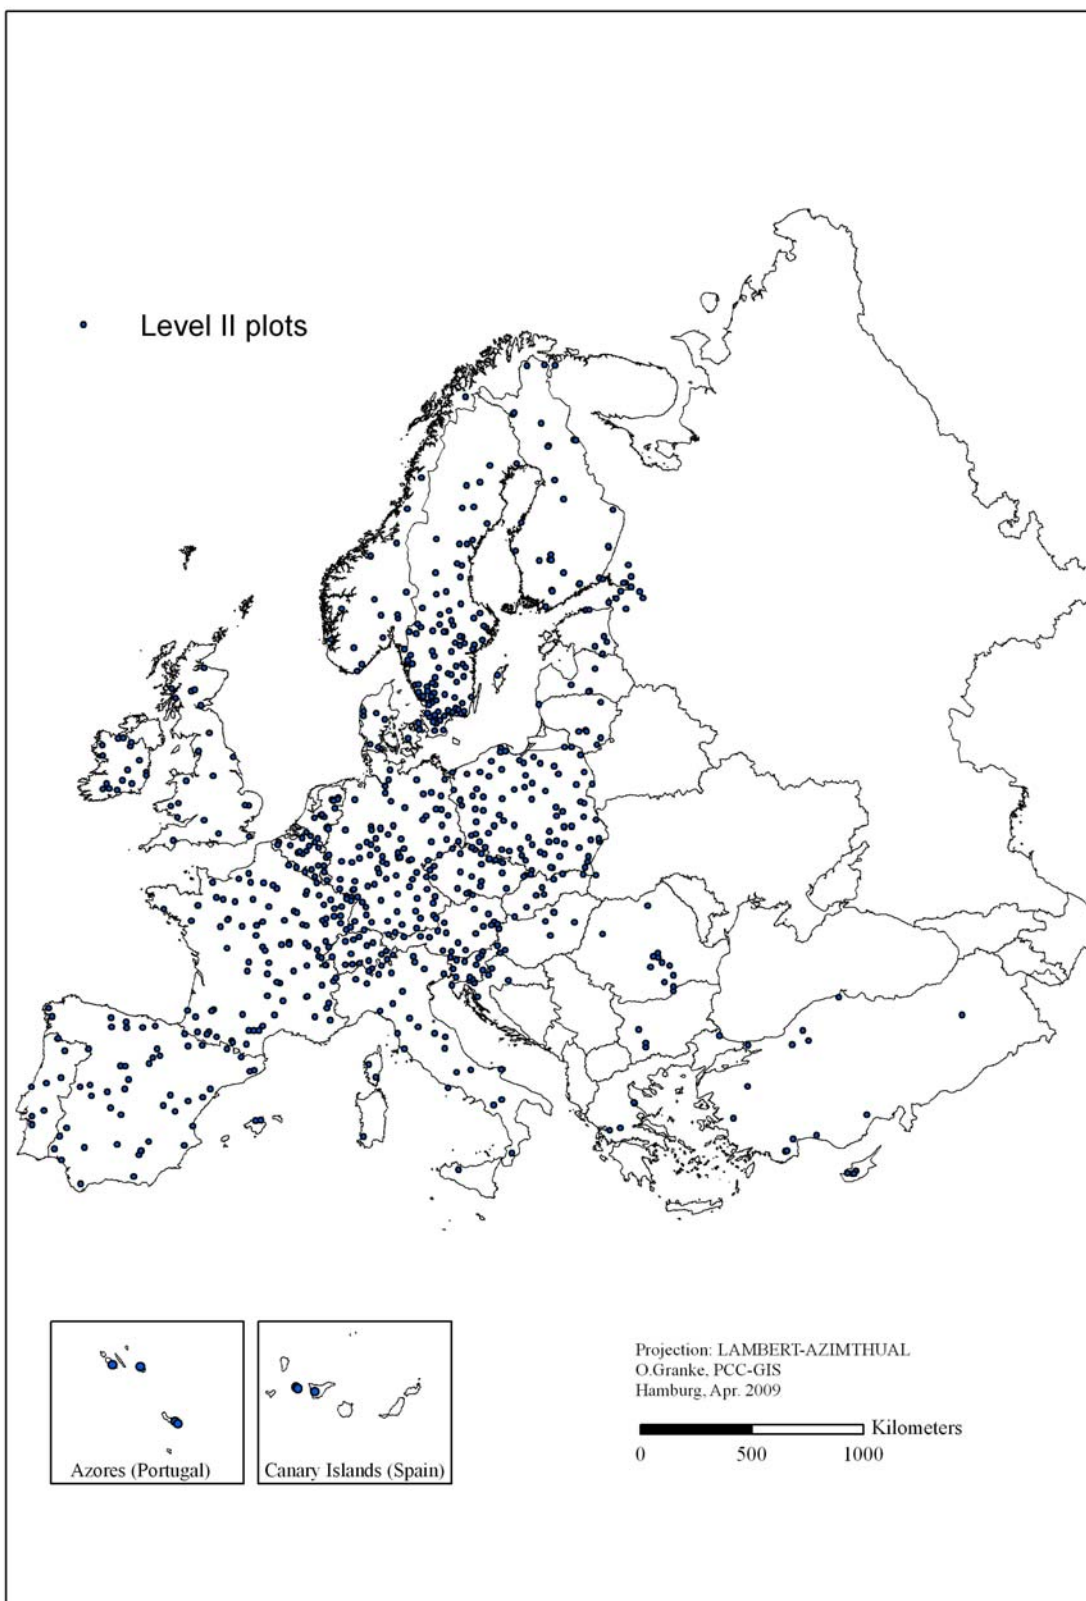 Level II plots
Projection: LAMBERT-AZIMTHUAL
O.Granke, PCC-GIS
Hamburg, Apr. 2009
Kilometers
0 500 1000
Azores (Portugal)
Canary Islands (Spain)